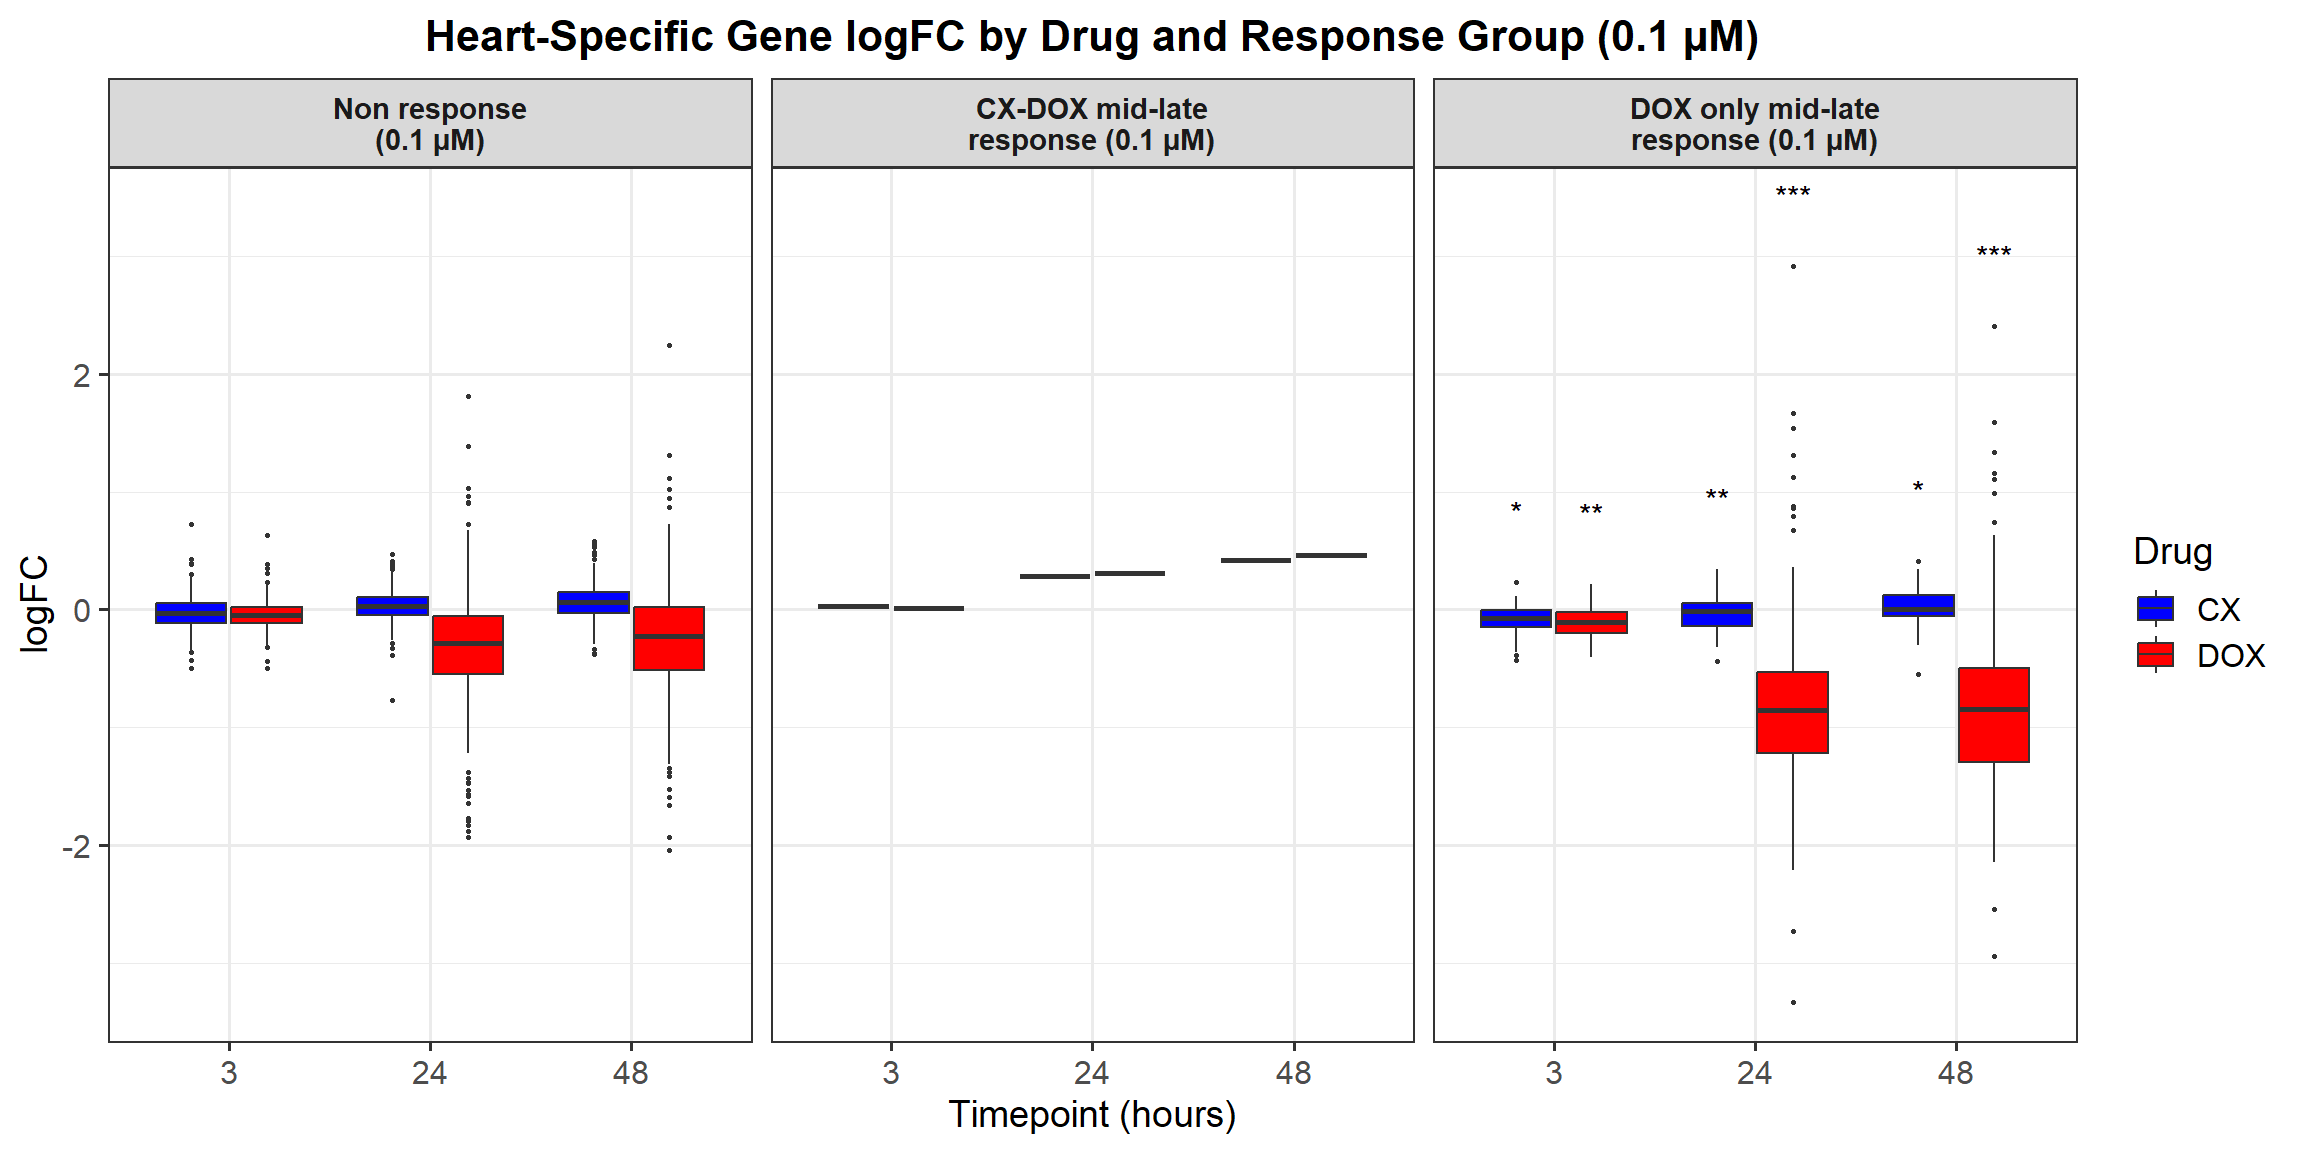 Heart-Specific Gene logFC by Drug and Response Group (0.1 µM)
Non response
(0.1 µM)
CX-DOX mid-late
response (0.1 µM)
DOX only mid-late
response (0.1 µM)
***
***
*
**
**
*
2
0
-2
logFC
3
24
48
3
24
48
3
24
48
Timepoint (hours)
Drug
CX
DOX